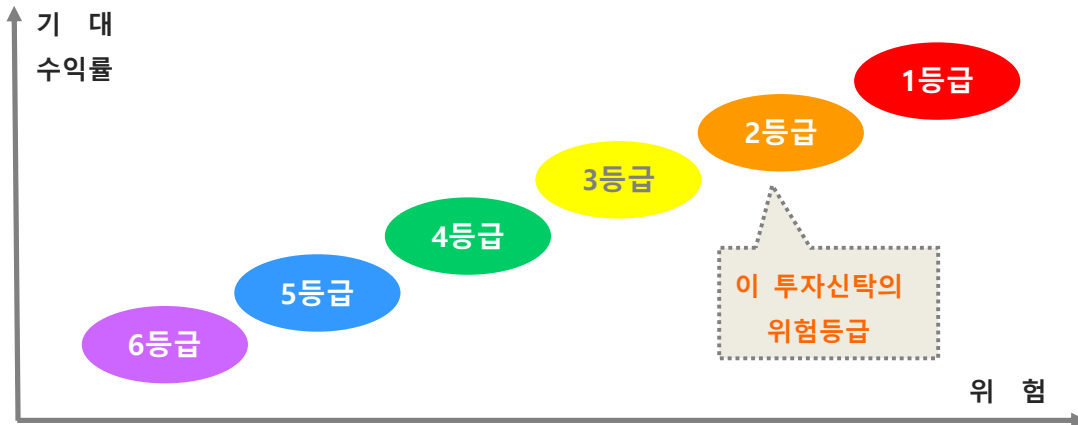 기 대
수익률
1등급
2등급
3등급
4등급
5등급
6등급
이 투자신탁의
위험등급
위 험